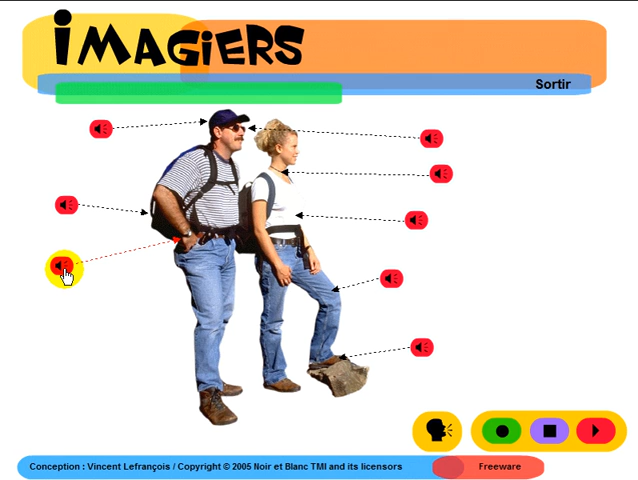 iMAGiERS
Sortir
Conception : Vincent Lefrançois / Copyright © 2005 Noir et Blanc TMI and its licensors
Freeware